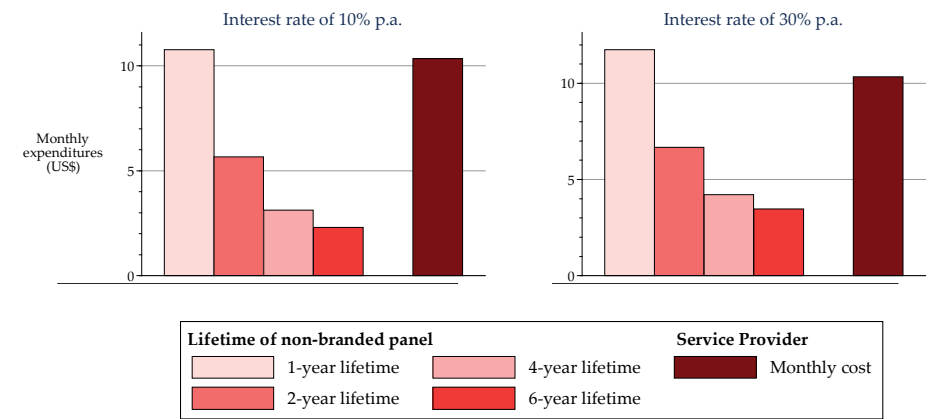 Interest rate of 10% p.a.
Interest rate of 30% p.a.
Monthly
expenditures
(US$)
10
5
0
10
5
0
Lifetime of non-branded panel
Service Provider
1-year lifetime
4-year lifetime
Monthly cost
2-year lifetime
6-year lifetime